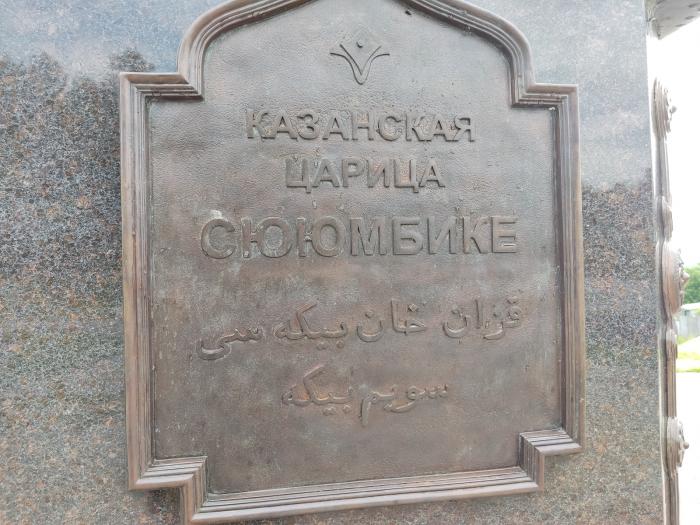 КАЗАНСКАЯ
ЦАРИЦА
СЮЮМБИКЕ
قزان خان بیکه سی
سویم بیکه